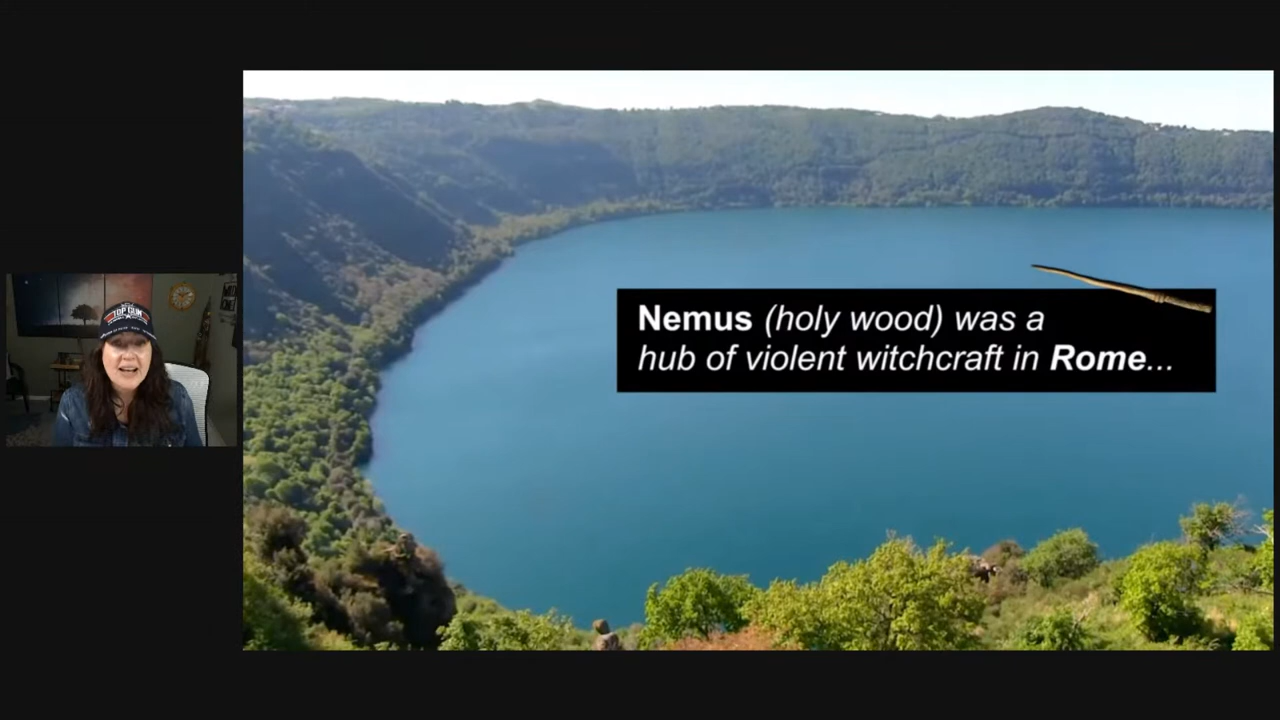 TOP GUN
Nemus (holy wood) was a
hub of violent witchcraft in Rome...